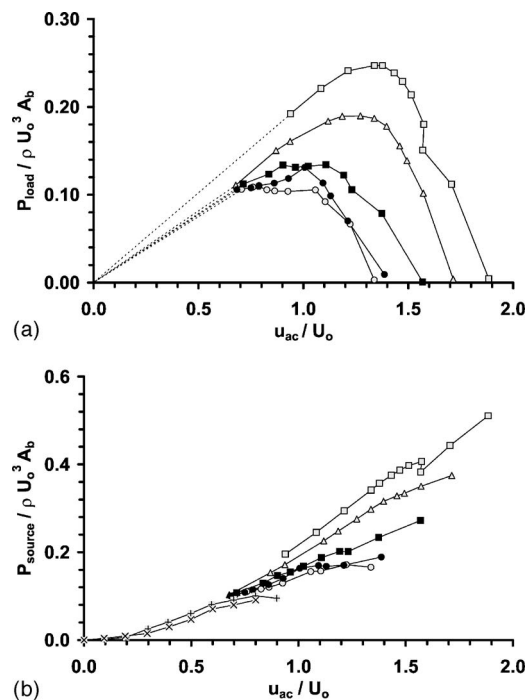 0.30
0.20
0.10
0.00
P_load / ρ U_o^3 A_b
0.0 0.5 1.0 1.5 2.0
(a)
u_ac / U_o
0.6
0.4
0.2
0.0
P_source / ρ U_o^3 A_b
0.0 0.5 1.0 1.5 2.0
(b)
u_ac / U_o